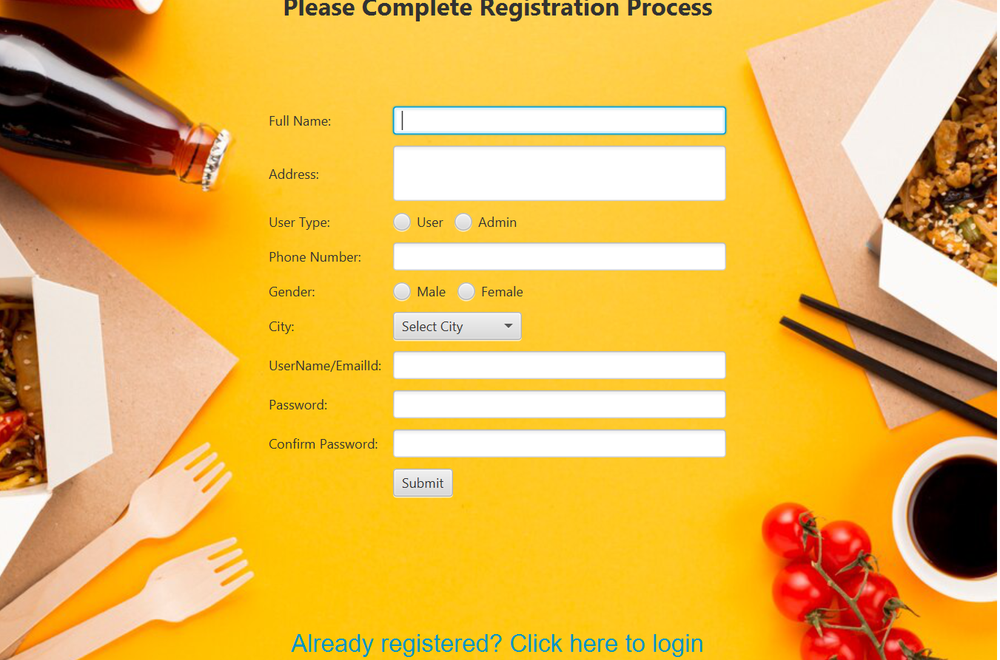 Please Complete Registration Process
Full Name:
Address:
User Type: User Admin
Phone Number:
Gender: Male Female
City: Select City
UserName/EmailId:
Password:
Confirm Password:
Submit
Already registered? Click here to login